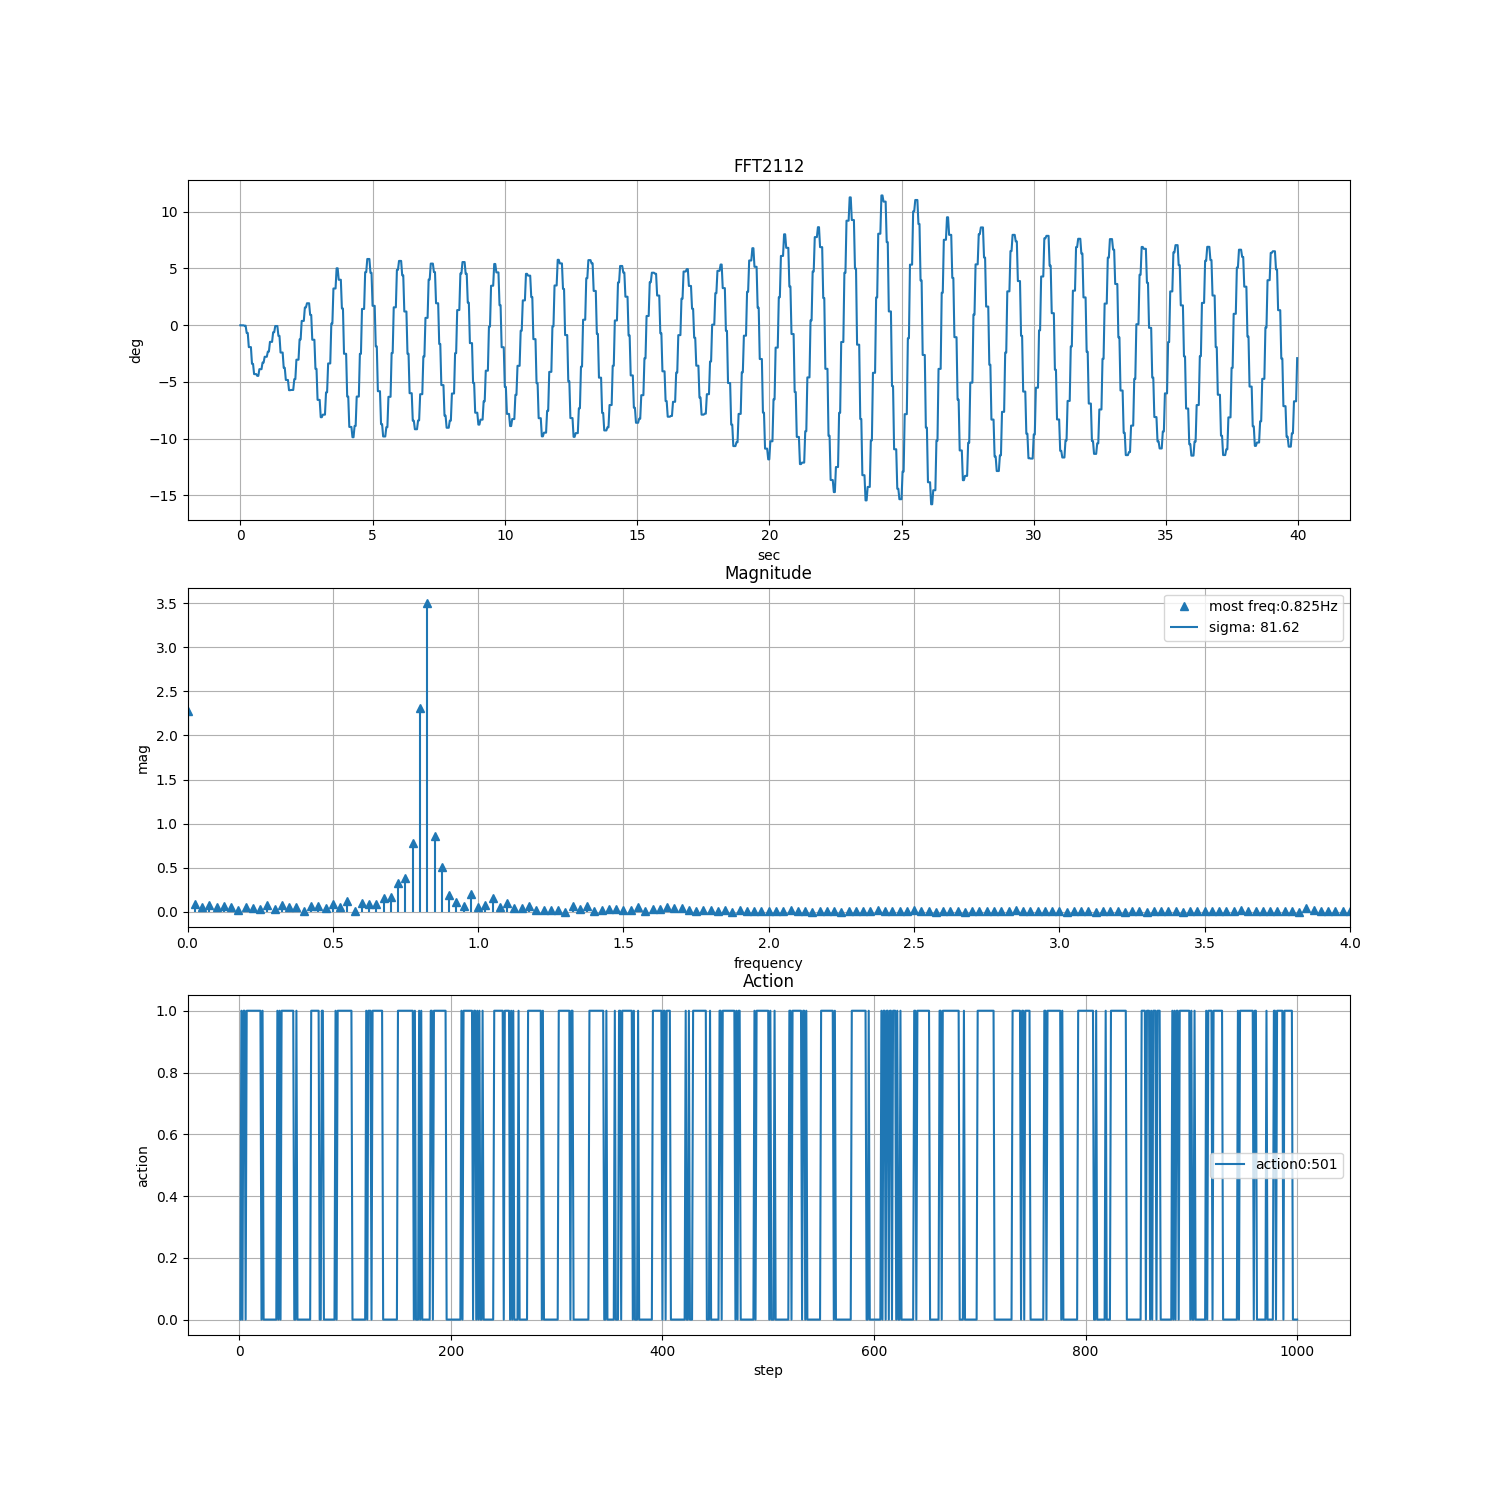 FFT2112
10
5
0
−5
−10
−15
deg
0 5 10 15 20 25 30 35 40
sec
Magnitude
3.5
3.0
2.5
2.0
1.5
1.0
0.5
0.0
mag
most freq:0.825Hz
sigma: 81.62
0.0 0.5 1.0 1.5 2.0 2.5 3.0 3.5 4.0
frequency
Action
1.0
0.8
0.6
0.4
0.2
0.0
action
action0:501
0 200 400 600 800 1000
step